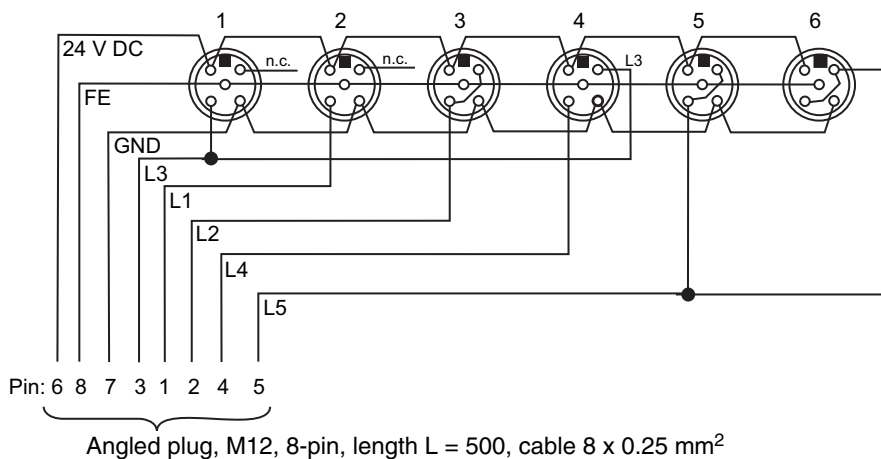 1 2 3 4 5 6
24 V DC
n.c. n.c. L3
FE
GND
L3
L1
L2
L4
L5
Pin: 6 8 7 3 1 2 4 5
Angled plug, M12, 8-pin, length L = 500, cable 8 x 0.25 mm²